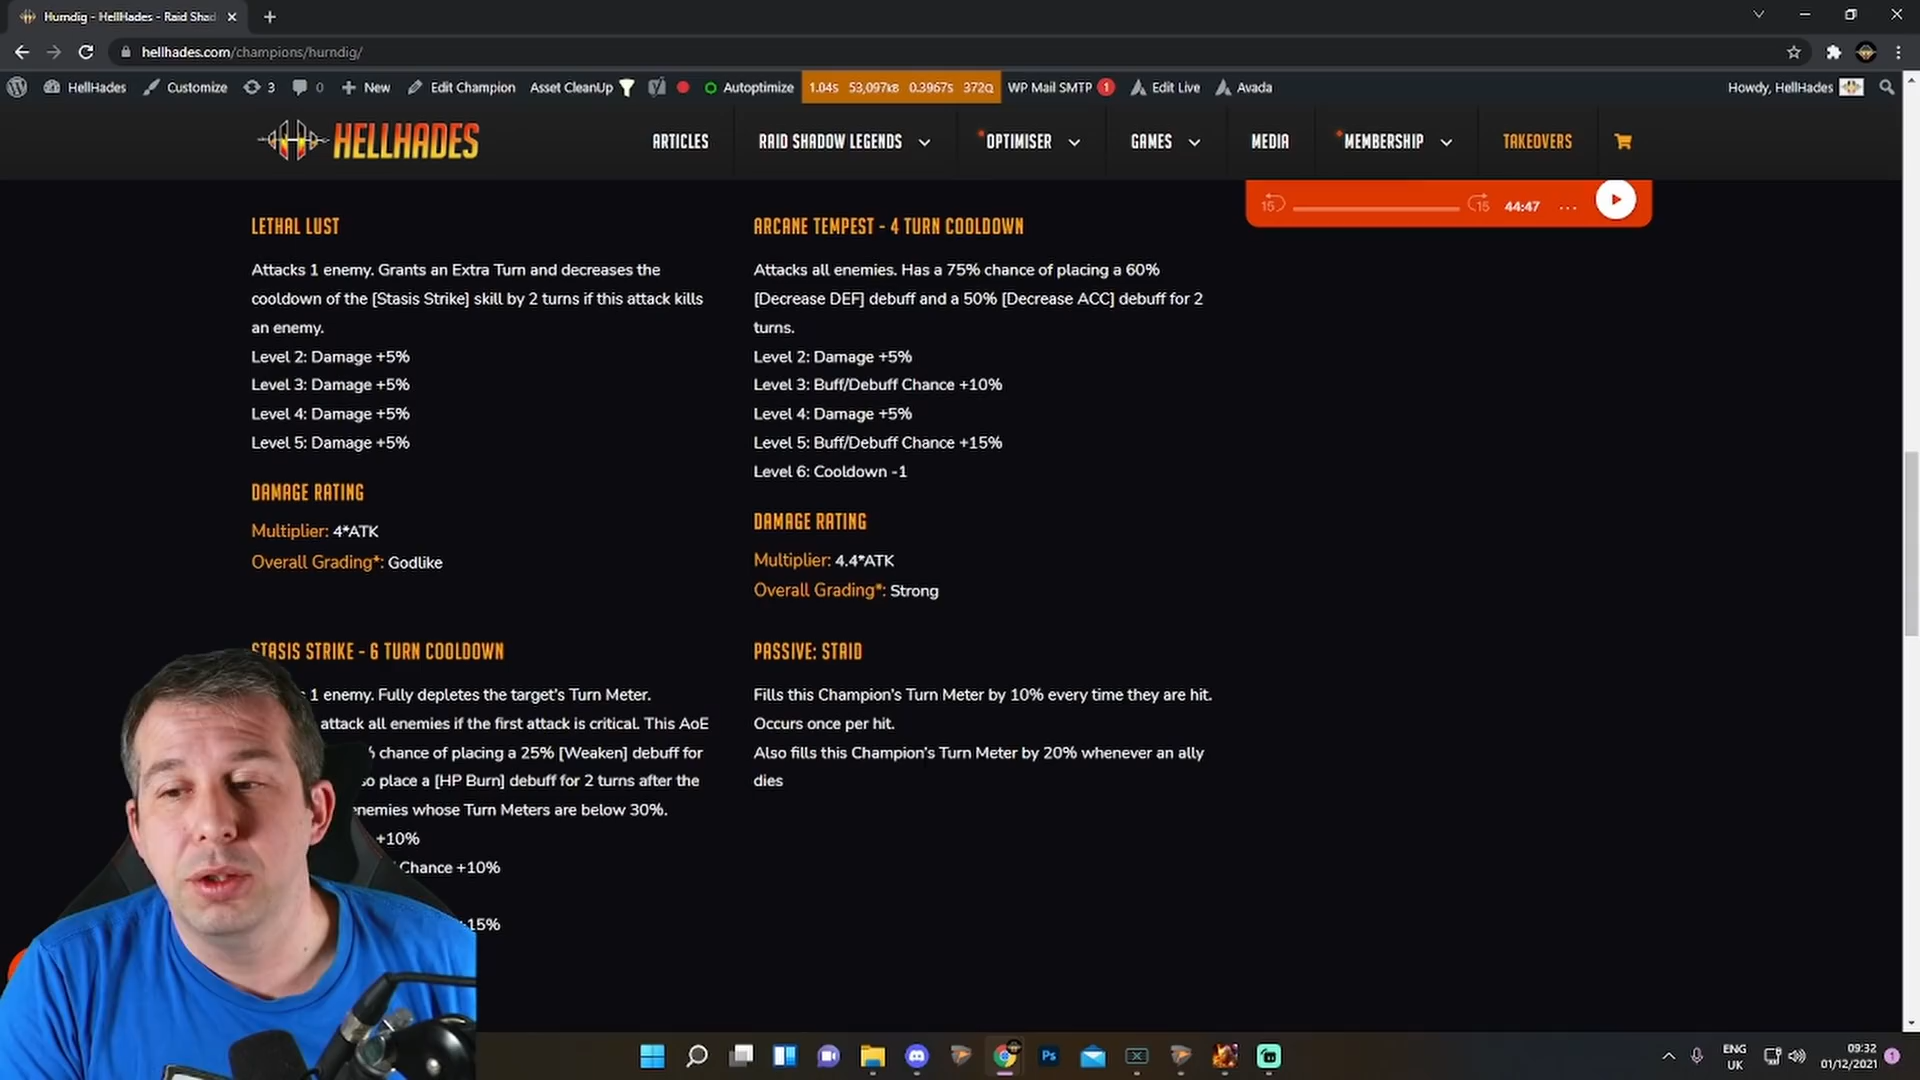 Hurndig - HellHades - Raid Shad
hellhades.com/champions/hurndig/
HellHades Customize 3 0 New Edit Champion Asset CleanUp Autoptimize 1.04s 53,097kB 0.3967s 372Q WP Mail SMTP 1 Edit Live Avada Howdy, HellHades
HELLHADES ARTICLES RAID SHADOW LEGENDS OPTIMISER GAMES MEDIA MEMBERSHIP TAKEOVERS
15 15 44:47 ...
LETHAL LUST
Attacks 1 enemy. Grants an Extra Turn and decreases the
cooldown of the [Stasis Strike] skill by 2 turns if this attack kills
an enemy.
Level 2: Damage +5%
Level 3: Damage +5%
Level 4: Damage +5%
Level 5: Damage +5%
DAMAGE RATING
Multiplier: 4*ATK
Overall Grading*: Godlike
ARCANE TEMPEST - 4 TURN COOLDOWN
Attacks all enemies. Has a 75% chance of placing a 60%
[Decrease DEF] debuff and a 50% [Decrease ACC] debuff for 2
turns.
Level 2: Damage +5%
Level 3: Buff/Debuff Chance +10%
Level 4: Damage +5%
Level 5: Buff/Debuff Chance +15%
Level 6: Cooldown -1
DAMAGE RATING
Multiplier: 4.4*ATK
Overall Grading*: Strong
STASIS STRIKE - 6 TURN COOLDOWN
1 enemy. Fully depletes the target's Turn Meter.
attack all enemies if the first attack is critical. This AoE
% chance of placing a 25% [Weaken] debuff for
place a [HP Burn] debuff for 2 turns after the
enemies whose Turn Meters are below 30%.
+10%
Chance +10%
15%
PASSIVE: STAID
Fills this Champion's Turn Meter by 10% every time they are hit.
Occurs once per hit.
Also fills this Champion's Turn Meter by 20% whenever an ally
dies
ENG
UK
09:32
01/12/2021
1